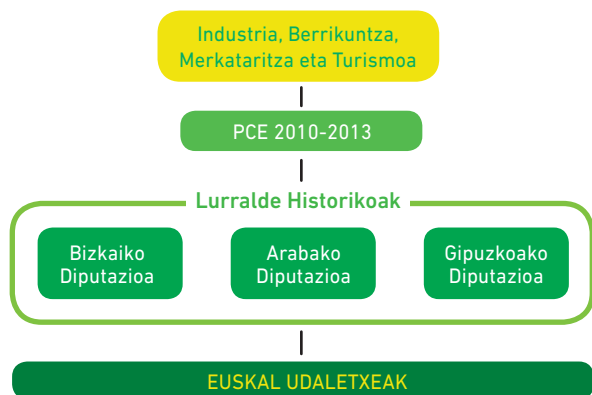 Industria, Berrikuntza,
Merkataritza eta Turismoa
PCE 2010-2013
Lurralde Historikoak
Bizkaiko
Diputazioa
Arabako
Diputazioa
Gipuzkoako
Diputazioa
EUSKAL UDALETXEAK